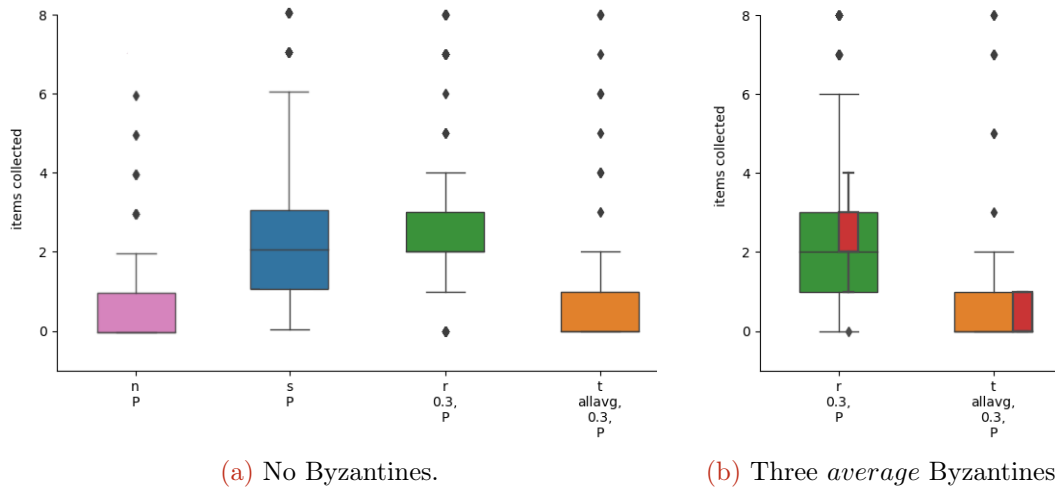 8
6
4
2
0
items collected
n
P
s
P
r
0.3,
P
t
allavg,
0.3,
P
(a) No Byzantines.
8
6
4
2
0
items collected
r
0.3,
P
t
allavg,
0.3,
P
(b) Three average Byzantines